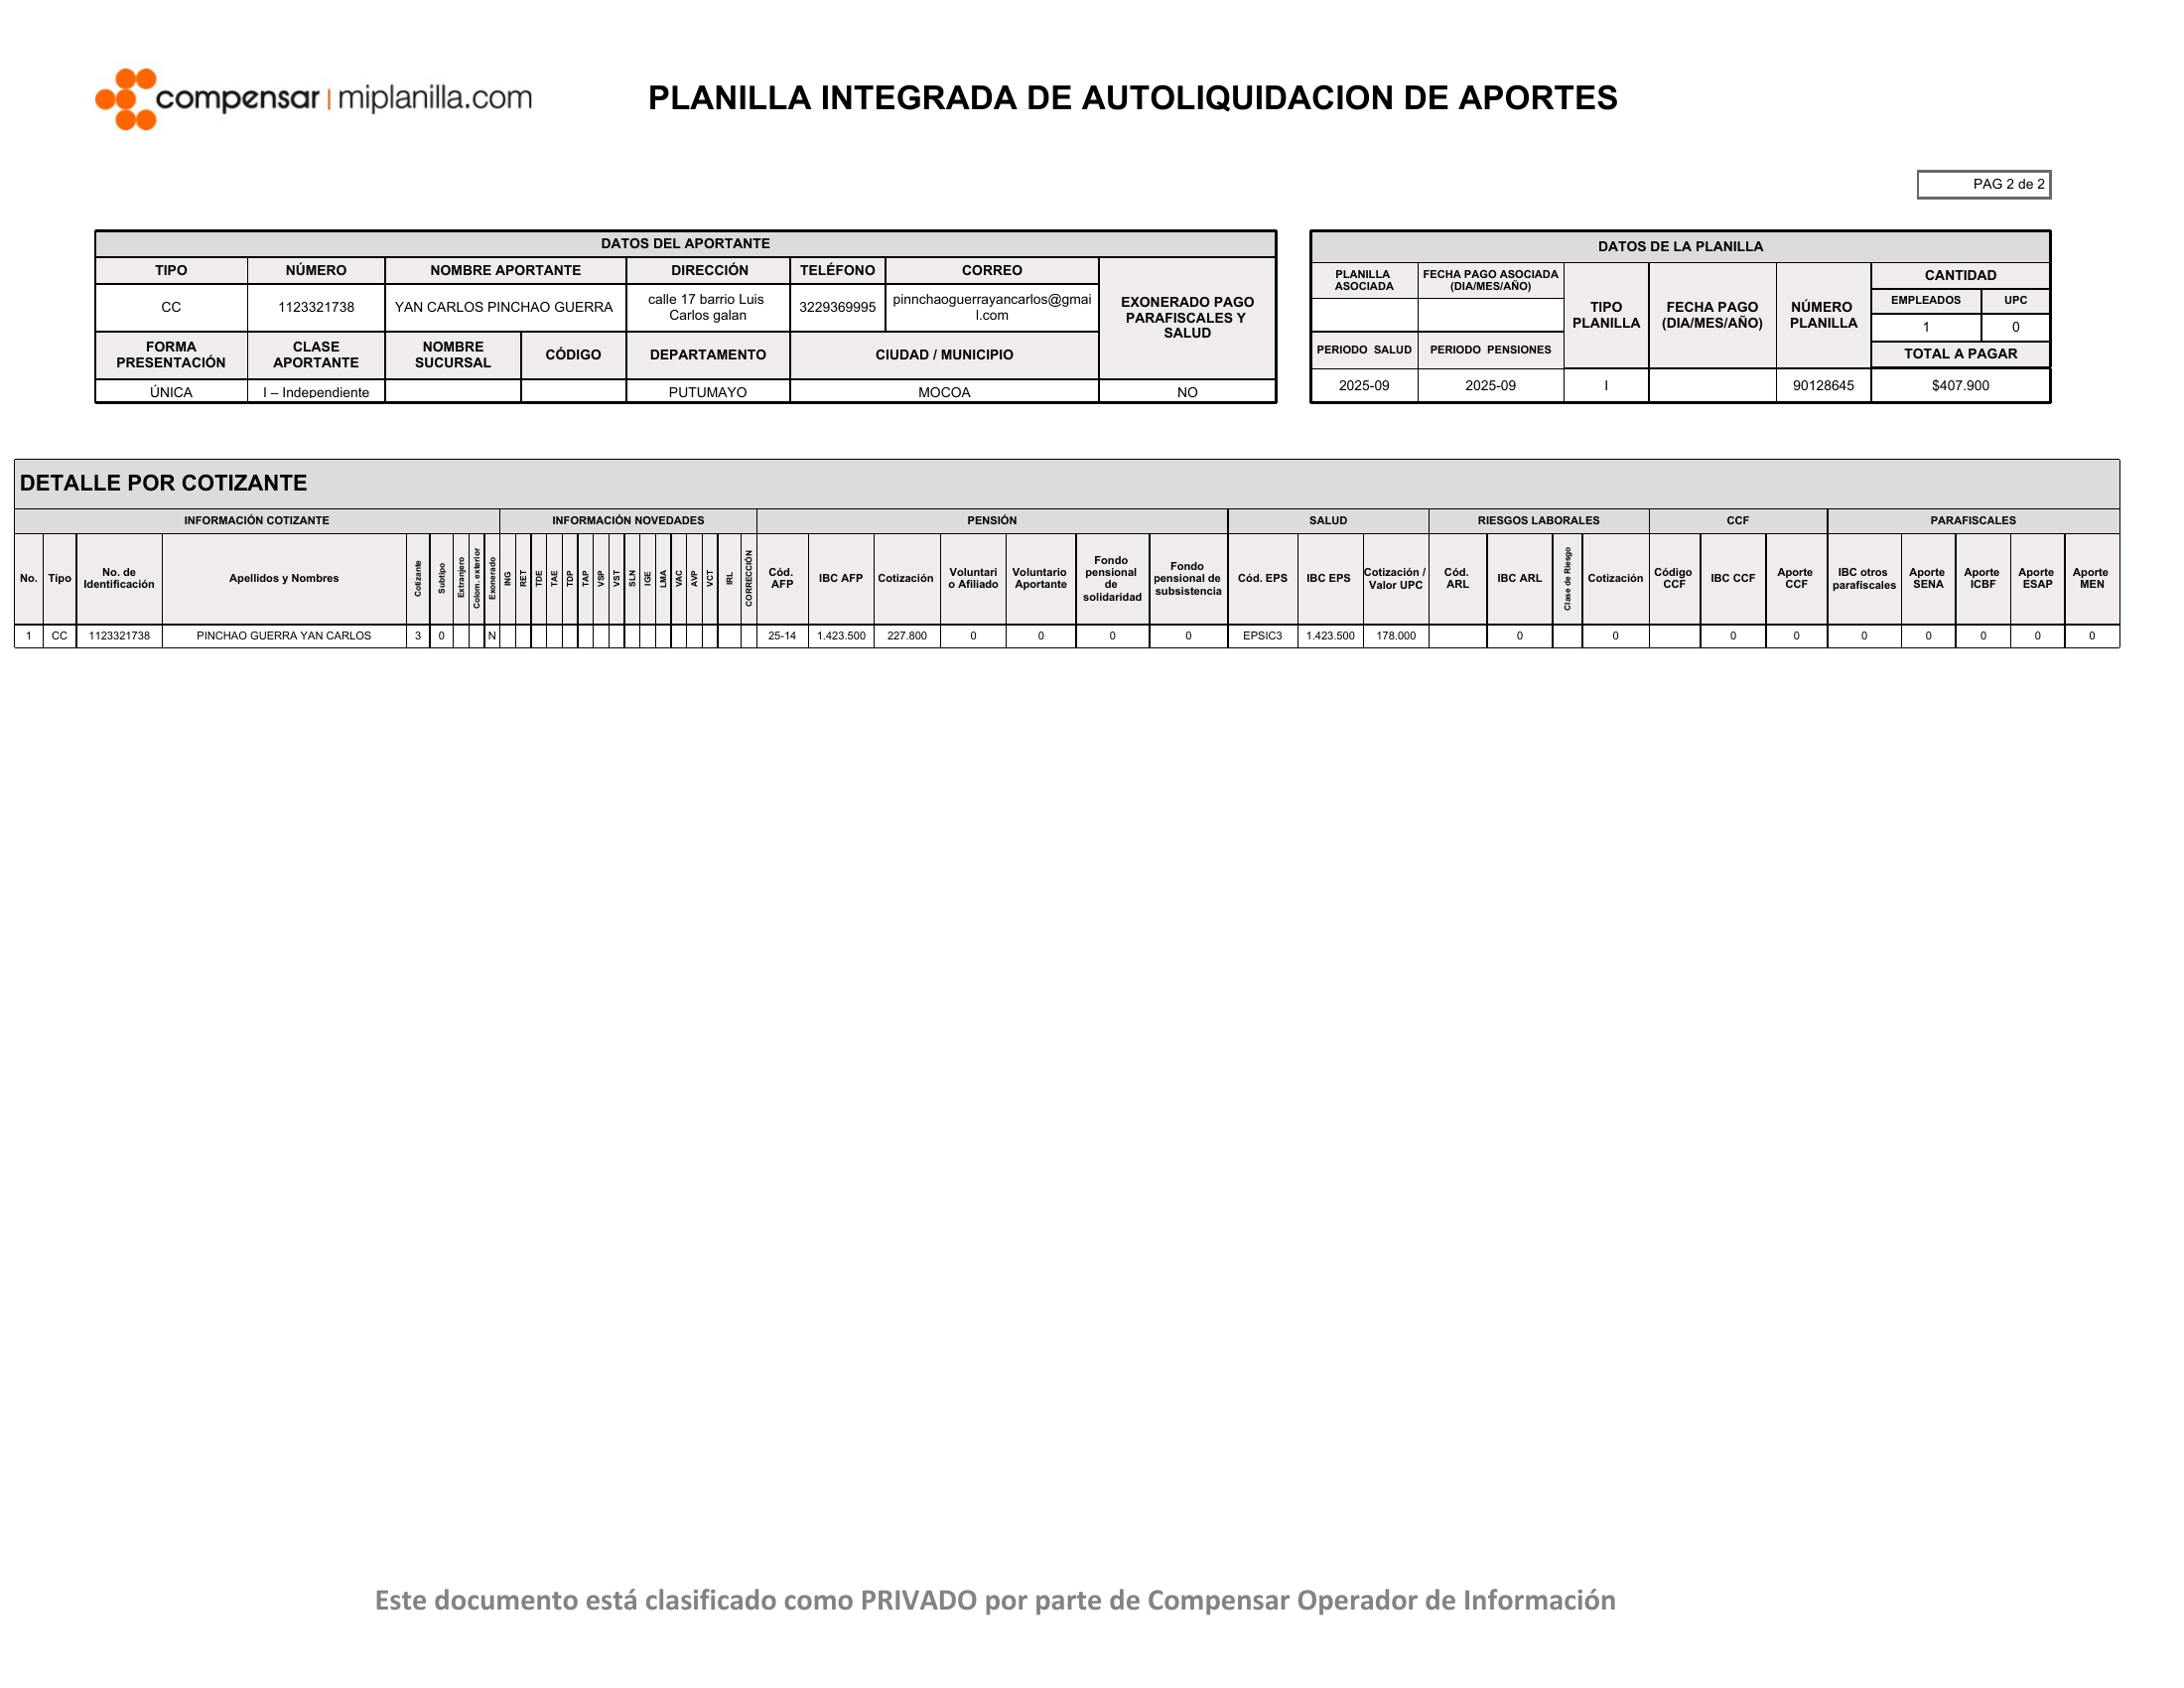 compensar | miplanilla.com
PLANILLA INTEGRADA DE AUTOLIQUIDACION DE APORTES
PAG 2 de 2
DATOS DEL APORTANTE
TIPO NÚMERO NOMBRE APORTANTE DIRECCIÓN TELÉFONO CORREO
EXONERADO PAGO
PARAFISCALES Y
SALUD
CC 1123321738 YAN CARLOS PINCHAO GUERRA calle 17 barrio Luis
Carlos galan
3229369995
pinnchaoguerrayancarlos@gmai
l.com
FORMA
PRESENTACIÓN
CLASE
APORTANTE
NOMBRE
SUCURSAL
CÓDIGO DEPARTAMENTO CIUDAD / MUNICIPIO
ÚNICA I – Independiente PUTUMAYO MOCOA NO
DATOS DE LA PLANILLA
PLANILLA
ASOCIADA
FECHA PAGO ASOCIADA
(DIA/MES/AÑO)
TIPO
PLANILLA
FECHA PAGO
(DIA/MES/AÑO)
NÚMERO
PLANILLA
CANTIDAD
EMPLEADOS UPC
1 0
PERIODO SALUD PERIODO PENSIONES
TOTAL A PAGAR
2025-09 2025-09 I 90128645 $407.900
DETALLE POR COTIZANTE
INFORMACIÓN COTIZANTE INFORMACIÓN NOVEDADES PENSIÓN SALUD RIESGOS LABORALES CCF PARAFISCALES
No.
Tipo
No. de
Identificación
Apellidos y Nombres
Cotizante
Subtipo
Extranjero
Colom. exterior
Exonerado
ING
RET
TDE
TAE
TDP
TAP
VSP
VST
SLN
IGE
LMA
VAC
AVP
VCT
IRL
CORRECCIÓN
Cód.
AFP
IBC AFP
Cotización
Voluntari
o Afiliado
Voluntario
Aportante
Fondo
pensional
de
solidaridad
Fondo
pensional de
subsistencia
Cód. EPS
IBC EPS
Cotización /
Valor UPC
Cód.
ARL
IBC ARL
Clase de Riesgo
Cotización
Código
CCF
IBC CCF
Aporte
CCF
IBC otros
parafiscales
Aporte
SENA
Aporte
ICBF
Aporte
ESAP
Aporte
MEN
1 CC 1123321738 PINCHAO GUERRA YAN CARLOS 3 0 N 25-14 1.423.500 227.800 0 0 0 0 EPSIC3 1.423.500 178.000 0 0 0 0 0 0 0 0 0
Este documento está clasificado como PRIVADO por parte de Compensar Operador de Información